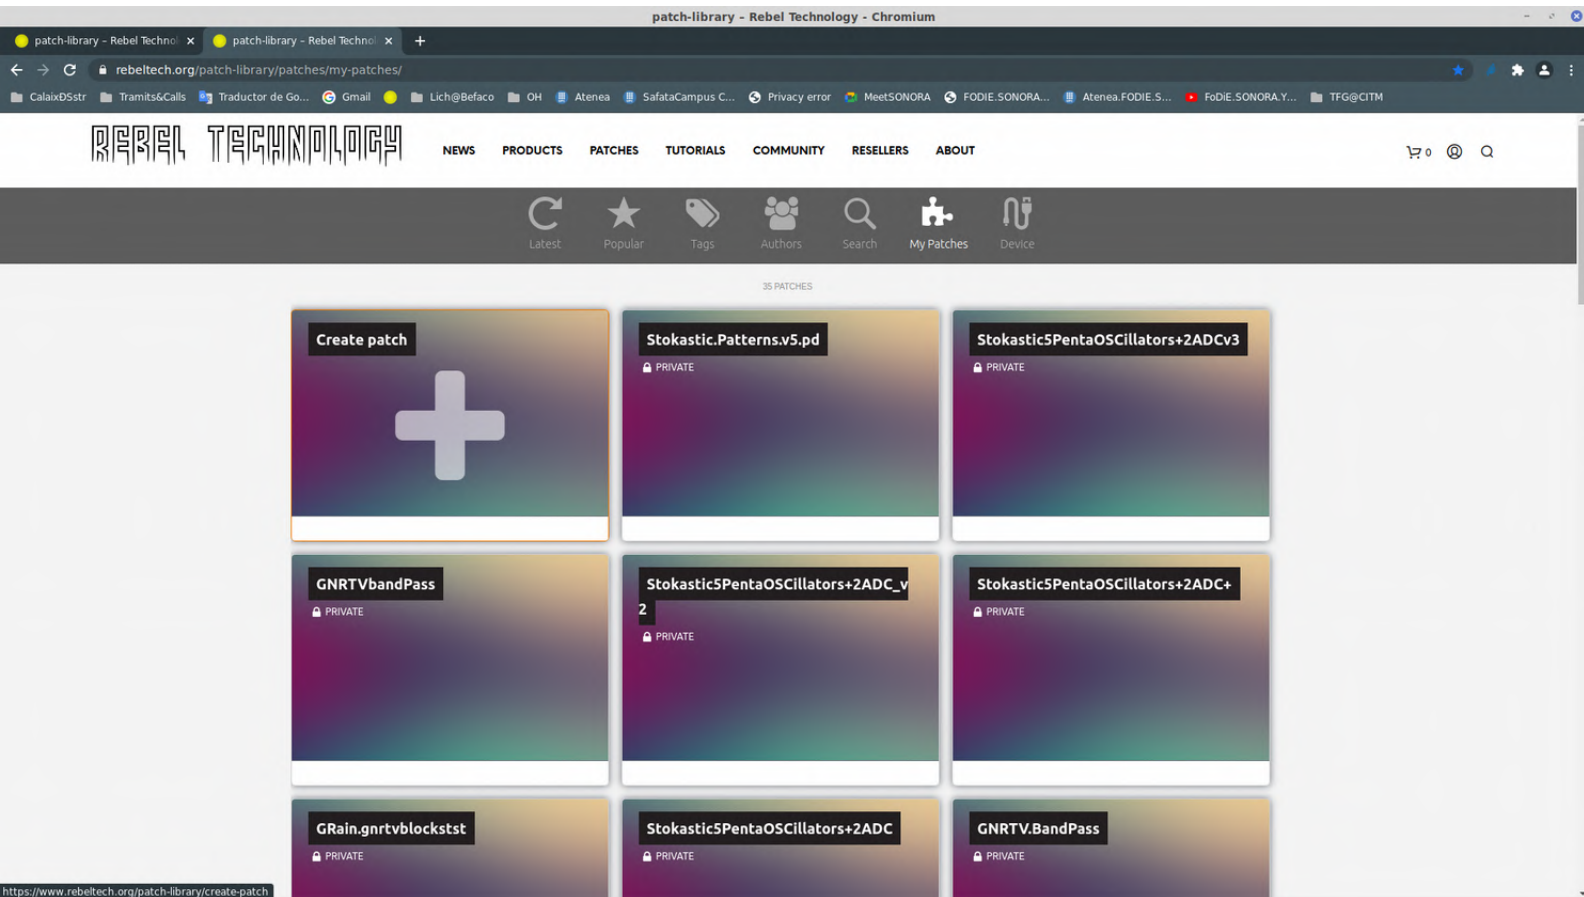 patch-library – Rebel Technology - Chromium
patch-library – Rebel Technol
patch-library – Rebel Technol
rebeltech.org/patch-library/patches/my-patches/
CalaixĐSstr Tramits&Calls Traductor de Go... Gmail Lich@Befaco OH Atenea SafataCampus C... Privacy error MeetSONORA FODIE.SONORA... Atenea.FODIE.S... FoDiE.SONORA.Y... TFG@CITM
REBEL TECHNOLOGY NEWS PRODUCTS PATCHES TUTORIALS COMMUNITY RESELLERS ABOUT 0
Latest Popular Tags Authors Search My Patches Device
35 PATCHES
Create patch
Stokastic.Patterns.v5.pd
PRIVATE
Stokastic5PentaOSCillators+2ADCv3
PRIVATE
GNRTVbandPass
PRIVATE
Stokastic5PentaOSCillators+2ADC_v
2
PRIVATE
Stokastic5PentaOSCillators+2ADC+
PRIVATE
GRain.gnrtvblockstst
PRIVATE
Stokastic5PentaOSCillators+2ADC
PRIVATE
GNRTV.BandPass
PRIVATE
https://www.rebeltech.org/patch-library/create-patch